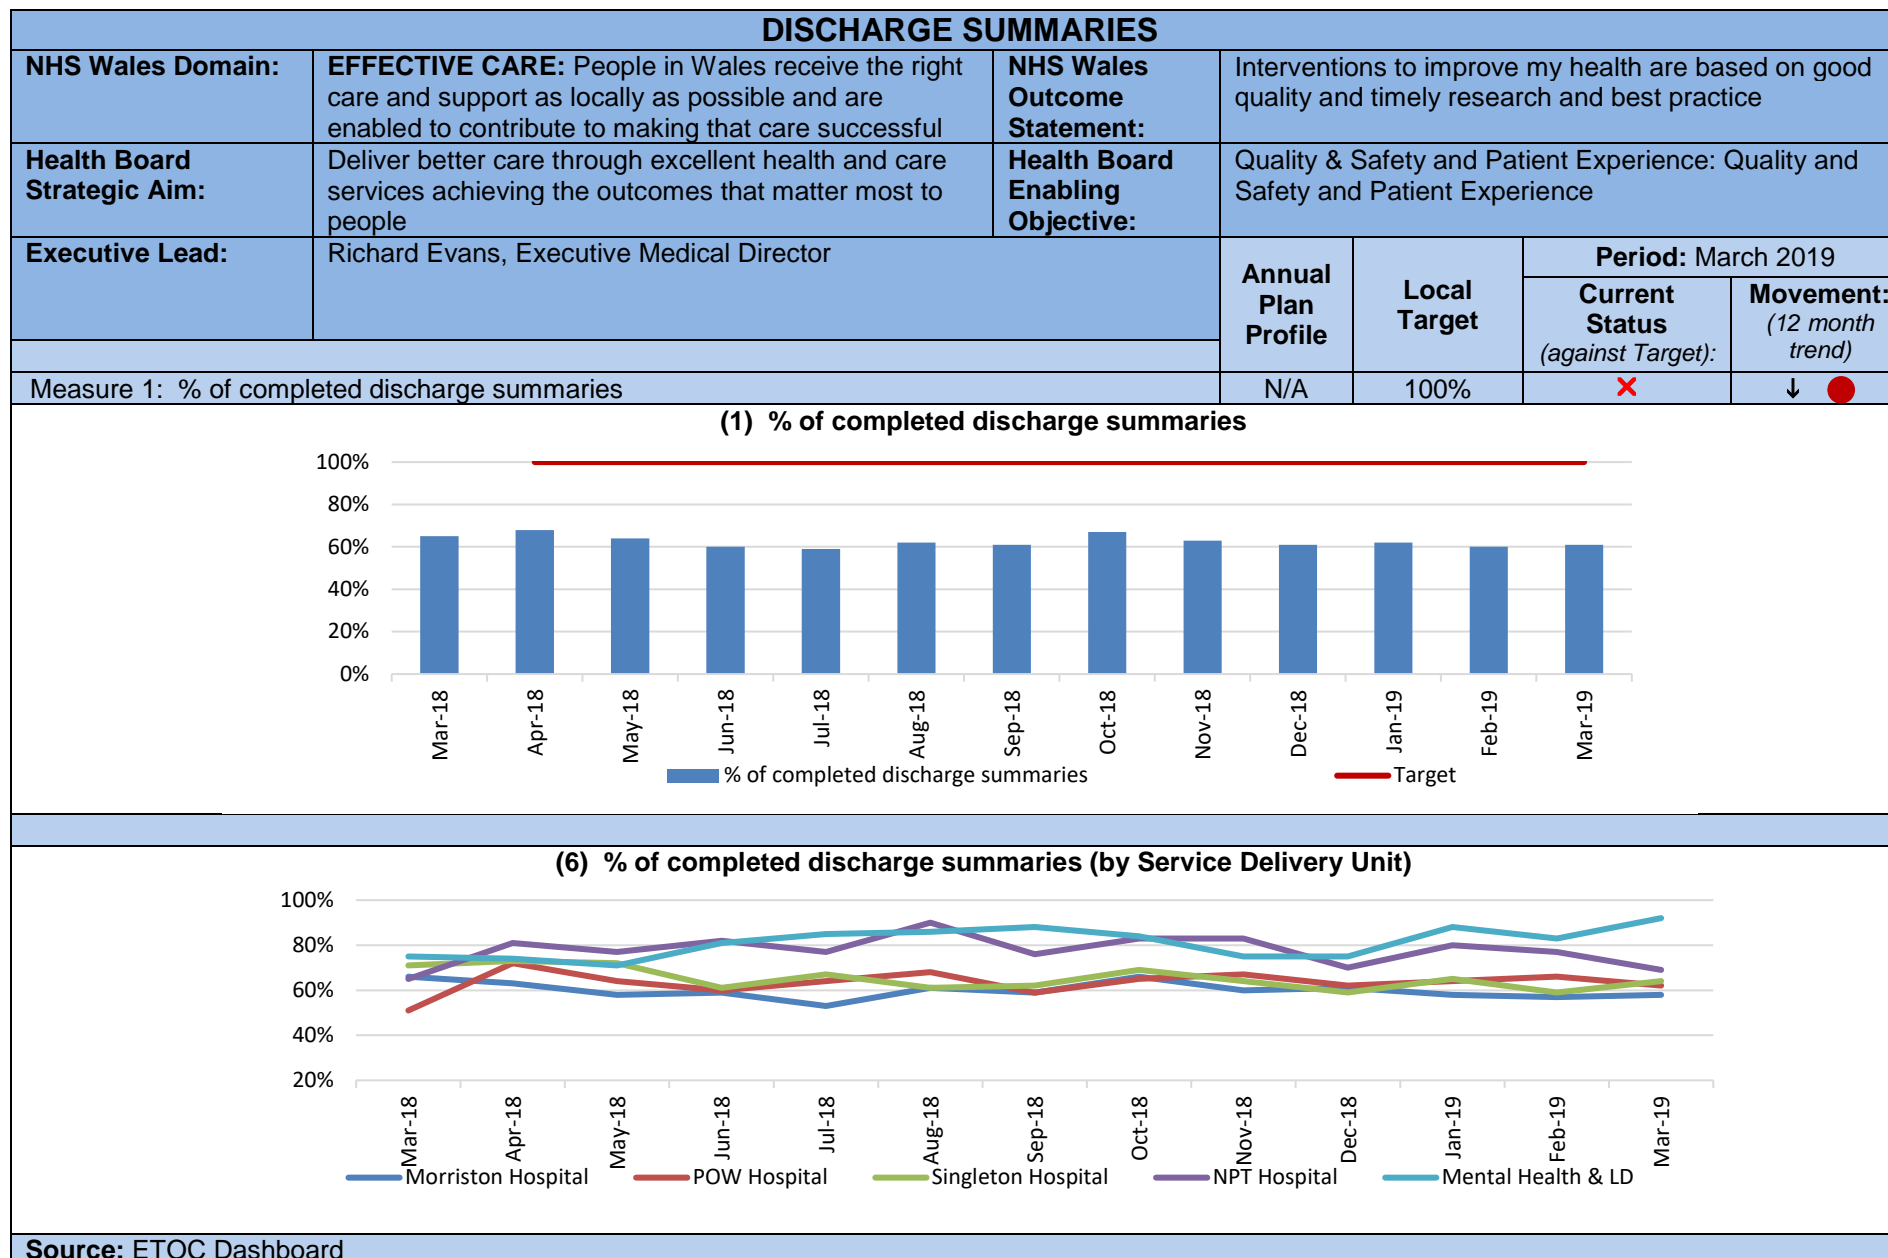 DISCHARGE SUMMARIES
NHS Wales Domain:
EFFECTIVE CARE: People in Wales receive the right
care and support as locally as possible and are
enabled to contribute to making that care successful
NHS Wales
Outcome
Statement:
Interventions to improve my health are based on good
quality and timely research and best practice
Health Board
Strategic Aim:
Deliver better care through excellent health and care
services achieving the outcomes that matter most to
people
Health Board
Enabling
Objective:
Quality & Safety and Patient Experience: Quality and
Safety and Patient Experience
Executive Lead:
Richard Evans, Executive Medical Director
Annual
Plan
Profile
Local
Target
Period: March 2019
Current
Status
(against Target):
Movement:
(12 month
trend)
Measure 1: % of completed discharge summaries
N/A
100%
(1) % of completed discharge summaries
100%
80%
60%
40%
20%
0%
Mar-18
Apr-18
May-18
Jun-18
Jul-18
Aug-18
Sep-18
Oct-18
Nov-18
Dec-18
Jan-19
Feb-19
Mar-19
% of completed discharge summaries
Target
(6) % of completed discharge summaries (by Service Delivery Unit)
100%
80%
60%
40%
20%
Mar-18
Apr-18
May-18
Jun-18
Jul-18
Aug-18
Sep-18
Oct-18
Nov-18
Dec-18
Jan-19
Feb-19
Mar-19
Morriston Hospital
POW Hospital
Singleton Hospital
NPT Hospital
Mental Health & LD
Source: ETOC Dashboard